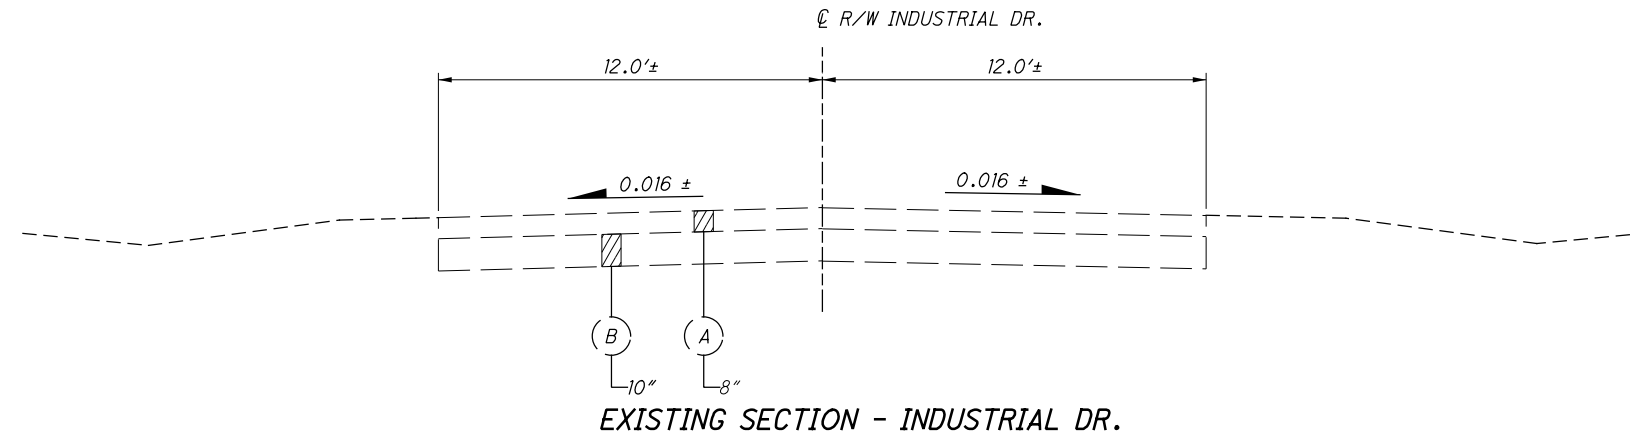 ℄ R/W INDUSTRIAL DR.
12.0'± 12.0'±
0.016 ± 0.016 ±
B A
10" 8"
EXISTING SECTION - INDUSTRIAL DR.